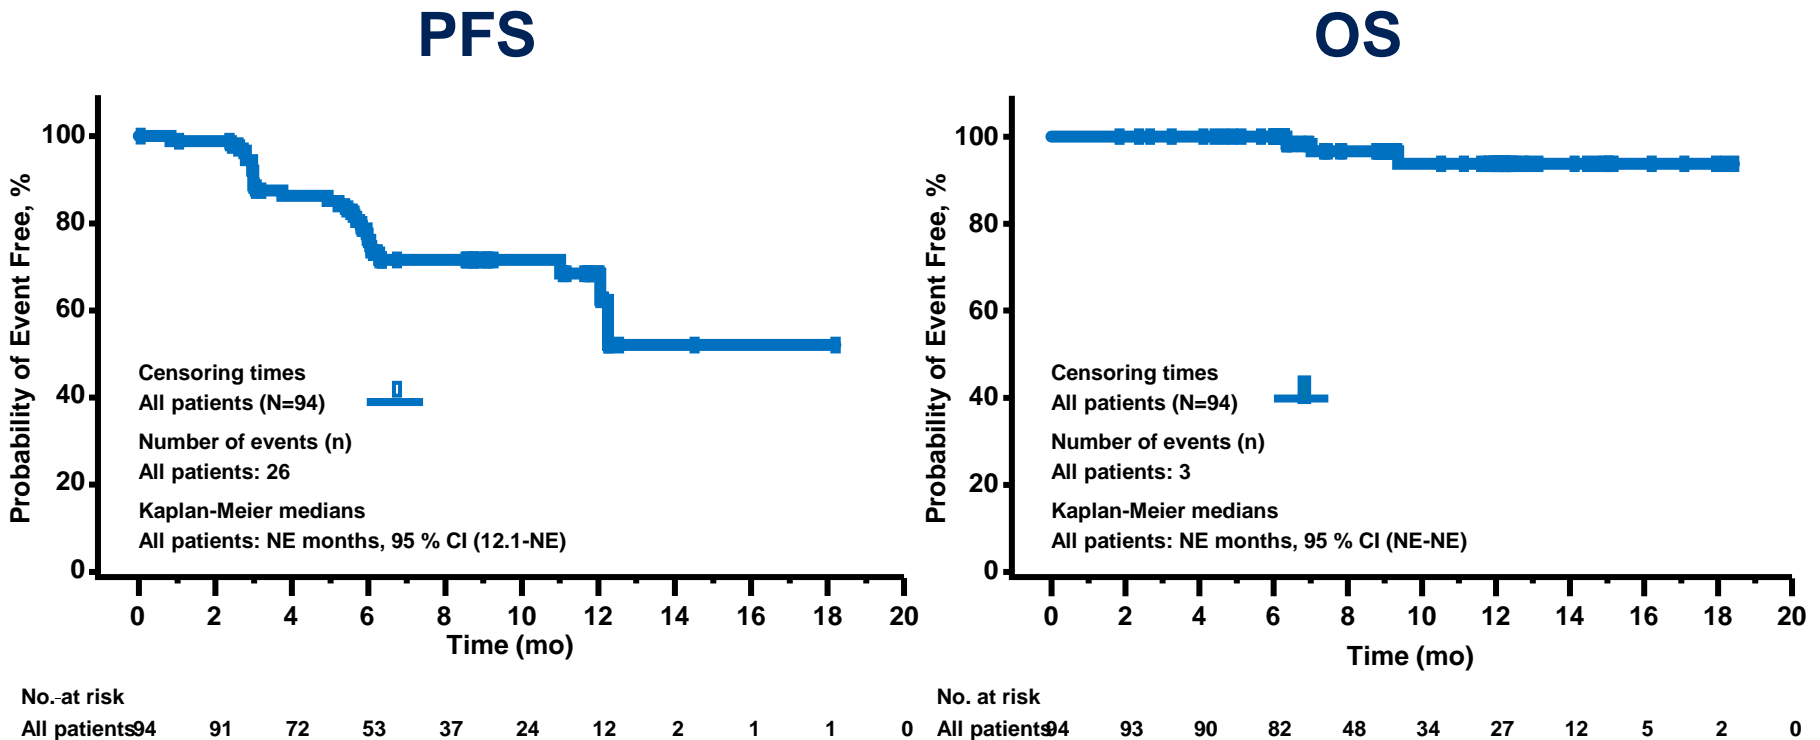 PFS
Probability of Event Free, %
100
80
60
40
20
0
Censoring times
All patients (N=94)
Number of events (n)
All patients: 26
Kaplan-Meier medians
All patients: NE months, 95 % CI (12.1-NE)
0 2 4 6 8 10 12 14 16 18 20
Time (mo)
No. at risk
All patients 94 91 72 53 37 24 12 2 1 1 0
OS
Probability of Event Free, %
100
80
60
40
20
0
Censoring times
All patients (N=94)
Number of events (n)
All patients: 3
Kaplan-Meier medians
All patients: NE months, 95 % CI (NE-NE)
0 2 4 6 8 10 12 14 16 18 20
Time (mo)
No. at risk
All patients 94 93 90 82 48 34 27 12 5 2 0